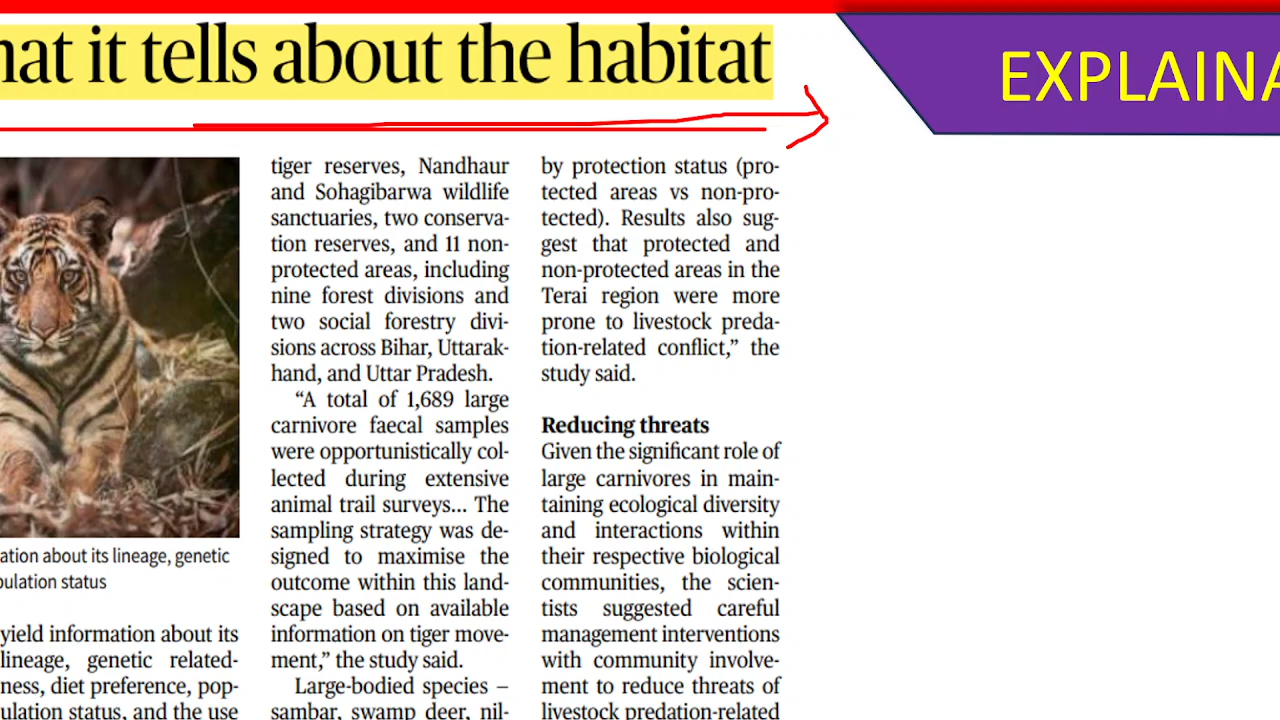 hat it tells about the habitat
EXPLAINA
ation about its lineage, genetic
pulation status
yield information about its
lineage, genetic related-
ness, diet preference, pop-
ulation status, and the use
tiger reserves, Nandhaur
and Sohagibarwa wildlife
sanctuaries, two conserva-
tion reserves, and 11 non-
protected areas, including
nine forest divisions and
two social forestry divi-
sions across Bihar, Uttarak-
hand, and Uttar Pradesh.
“A total of 1,689 large
carnivore faecal samples
were opportunistically col-
lected during extensive
animal trail surveys... The
sampling strategy was de-
signed to maximise the
outcome within this land-
scape based on available
information on tiger move-
ment,” the study said.
Large-bodied species –
sambar, swamp deer, nil-
by protection status (pro-
tected areas vs non-pro-
tected). Results also sug-
gest that protected and
non-protected areas in the
Terai region were more
prone to livestock preda-
tion-related conflict,” the
study said.
Reducing threats
Given the significant role of
large carnivores in main-
taining ecological diversity
and interactions within
their respective biological
communities, the scien-
tists suggested careful
management interventions
with community involve-
ment to reduce threats of
livestock predation-related